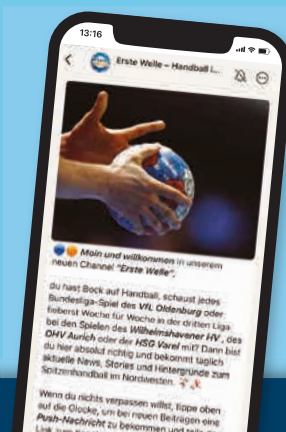 13:16
Erste Welle – Handball i...
Moin und willkommen in unserem
neuen Channel "Erste Welle",
du hast Bock auf Handball, schaust jedes
Bundesliga-Spiel des VfL Oldenburg oder
fieberst Woche für Woche in der dritten Liga
bei den Spielen des Wilhelmshavener HV, des
OHV Aurich oder der HSG Varel mit? Dann bist
du hier absolut richtig und bekommt täglich
aktuelle News, Stories und Hintergründe zum
Spitzenhandball im Nordwesten.
Wenn du nichts verpassen willst, tippe oben
auf die Glocke, um bei neuen Beiträgen eine
Push-Nachricht zu bekommen und teile